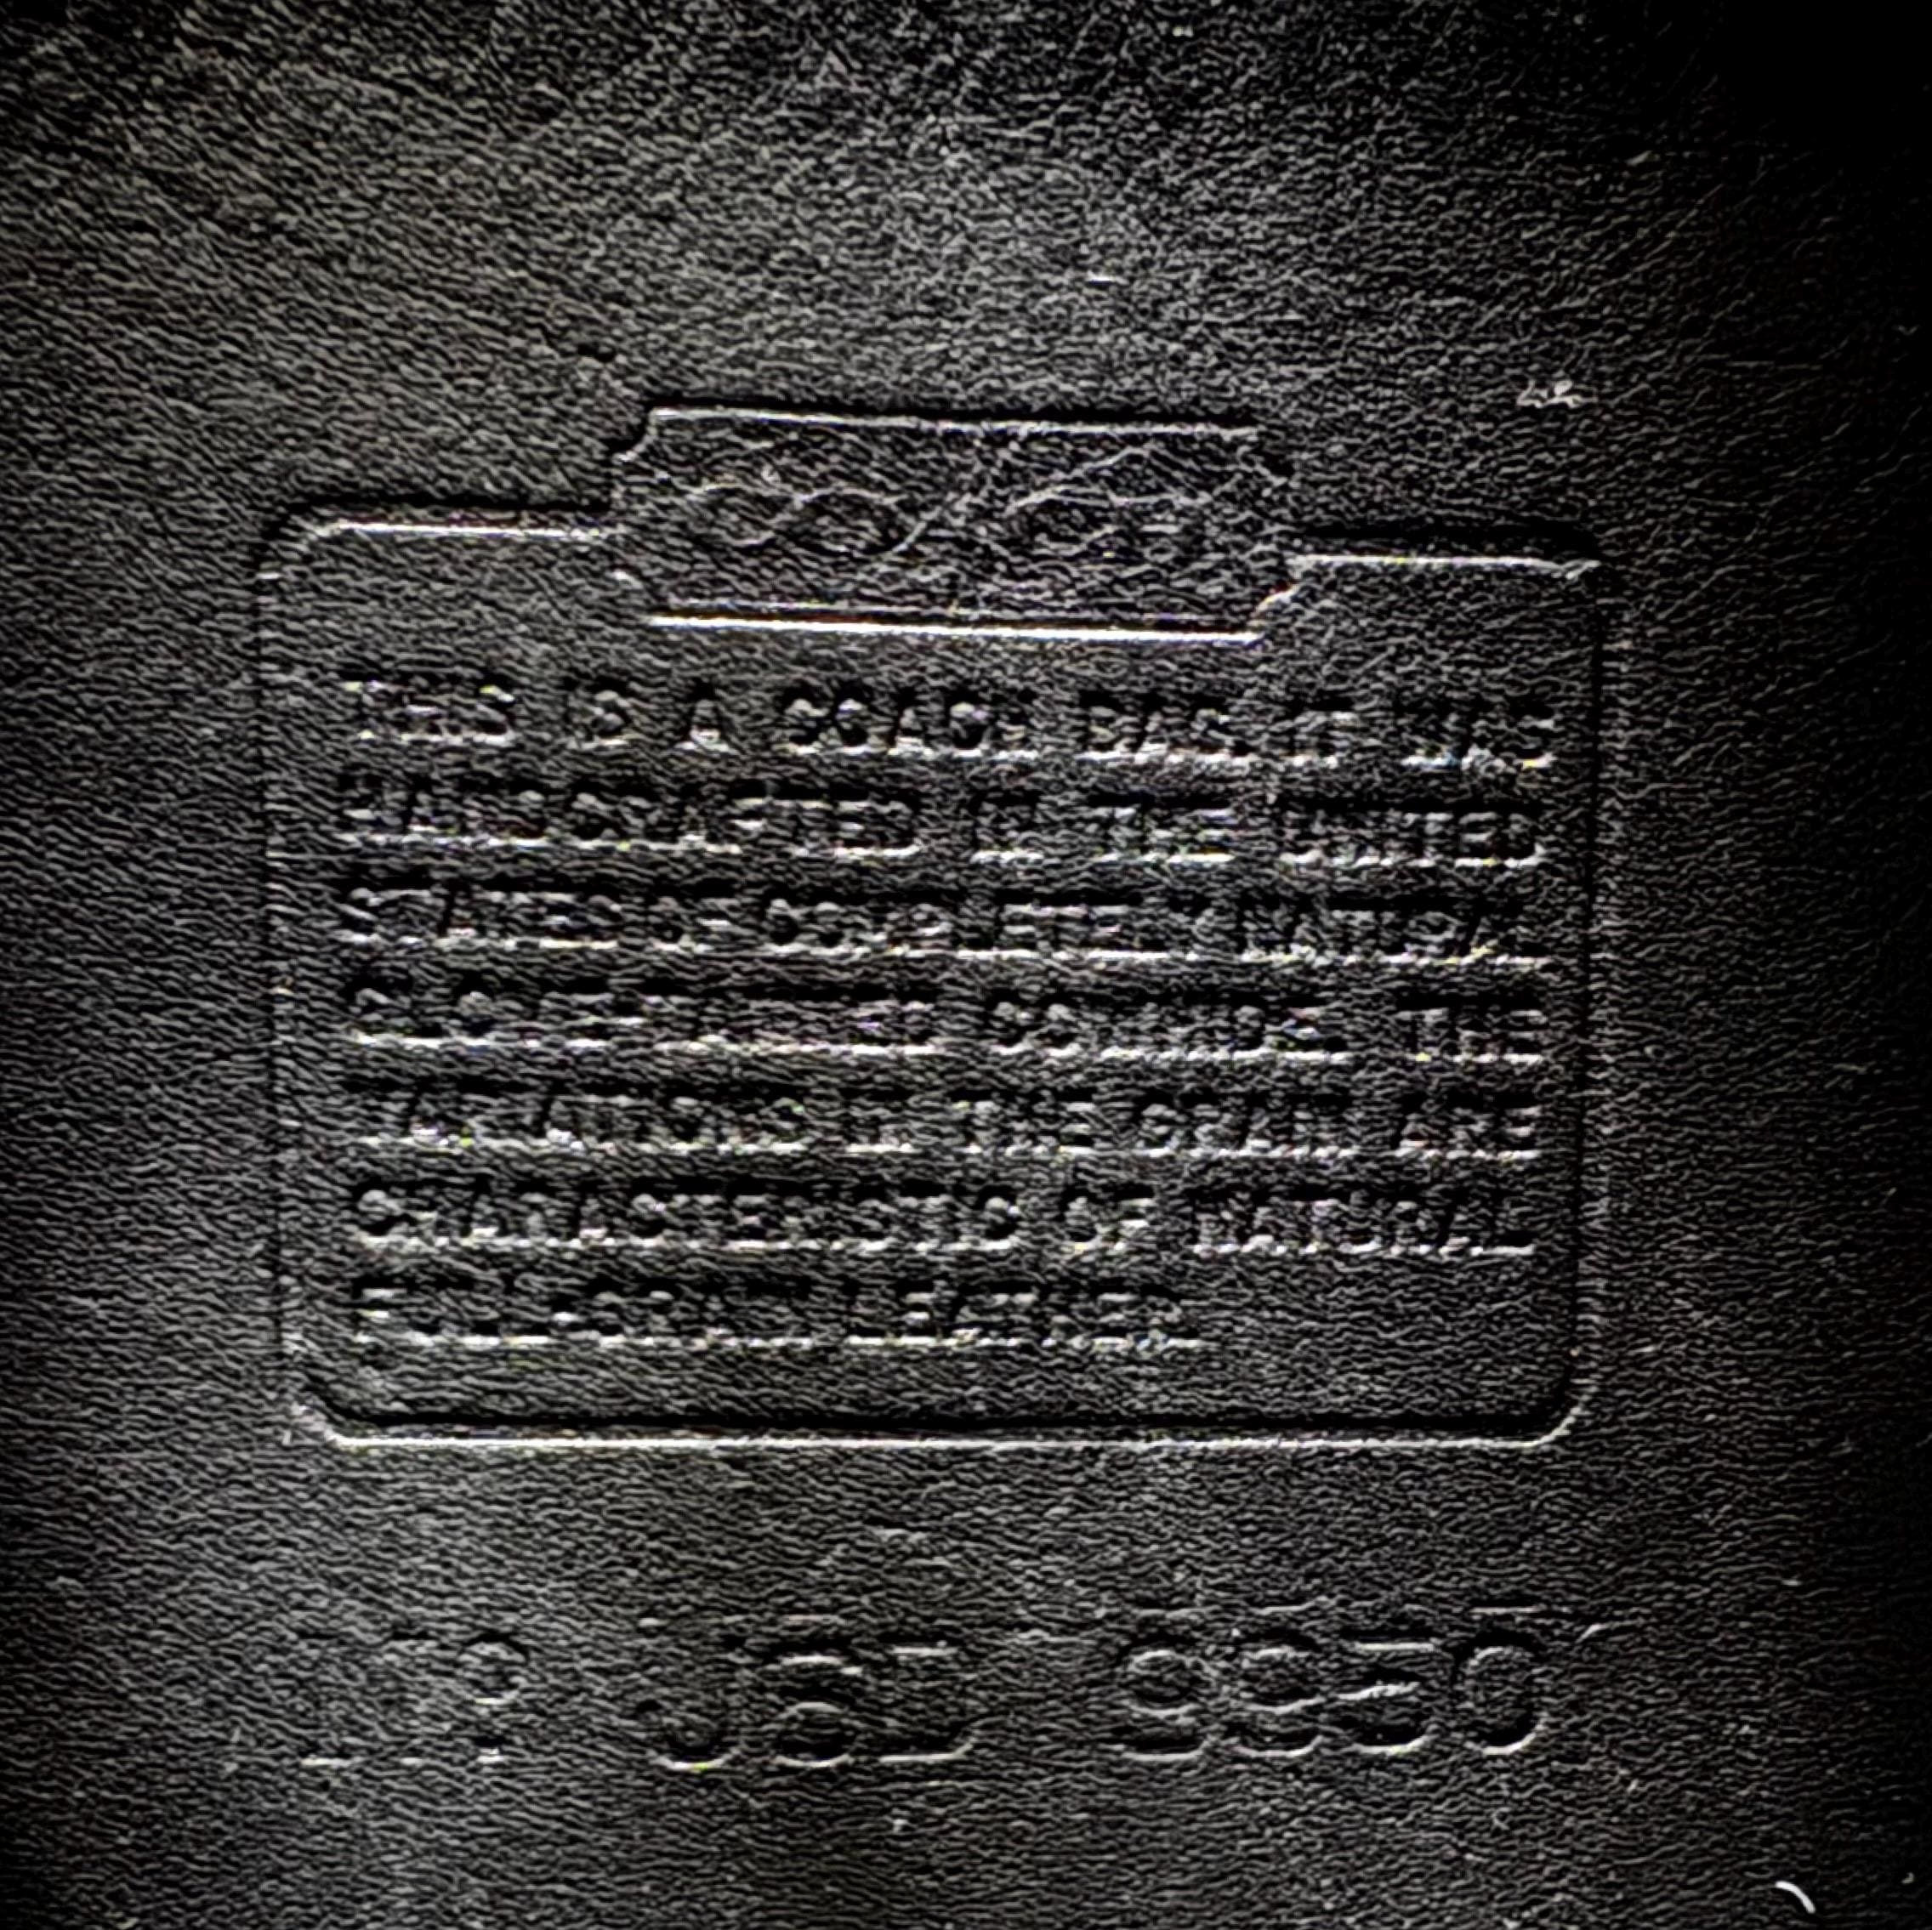 THIS IS A COACH BAG. IT WAS
HANDCRAFTED IN THE UNITED
STATES OF COMPLETELY NATURAL
GLOVE TANNED COWHIDE. THE
VARIATIONS IN THE GRAIN ARE
CHARACTERISTIC OF NATURAL
FULL GRAIN LEATHER.